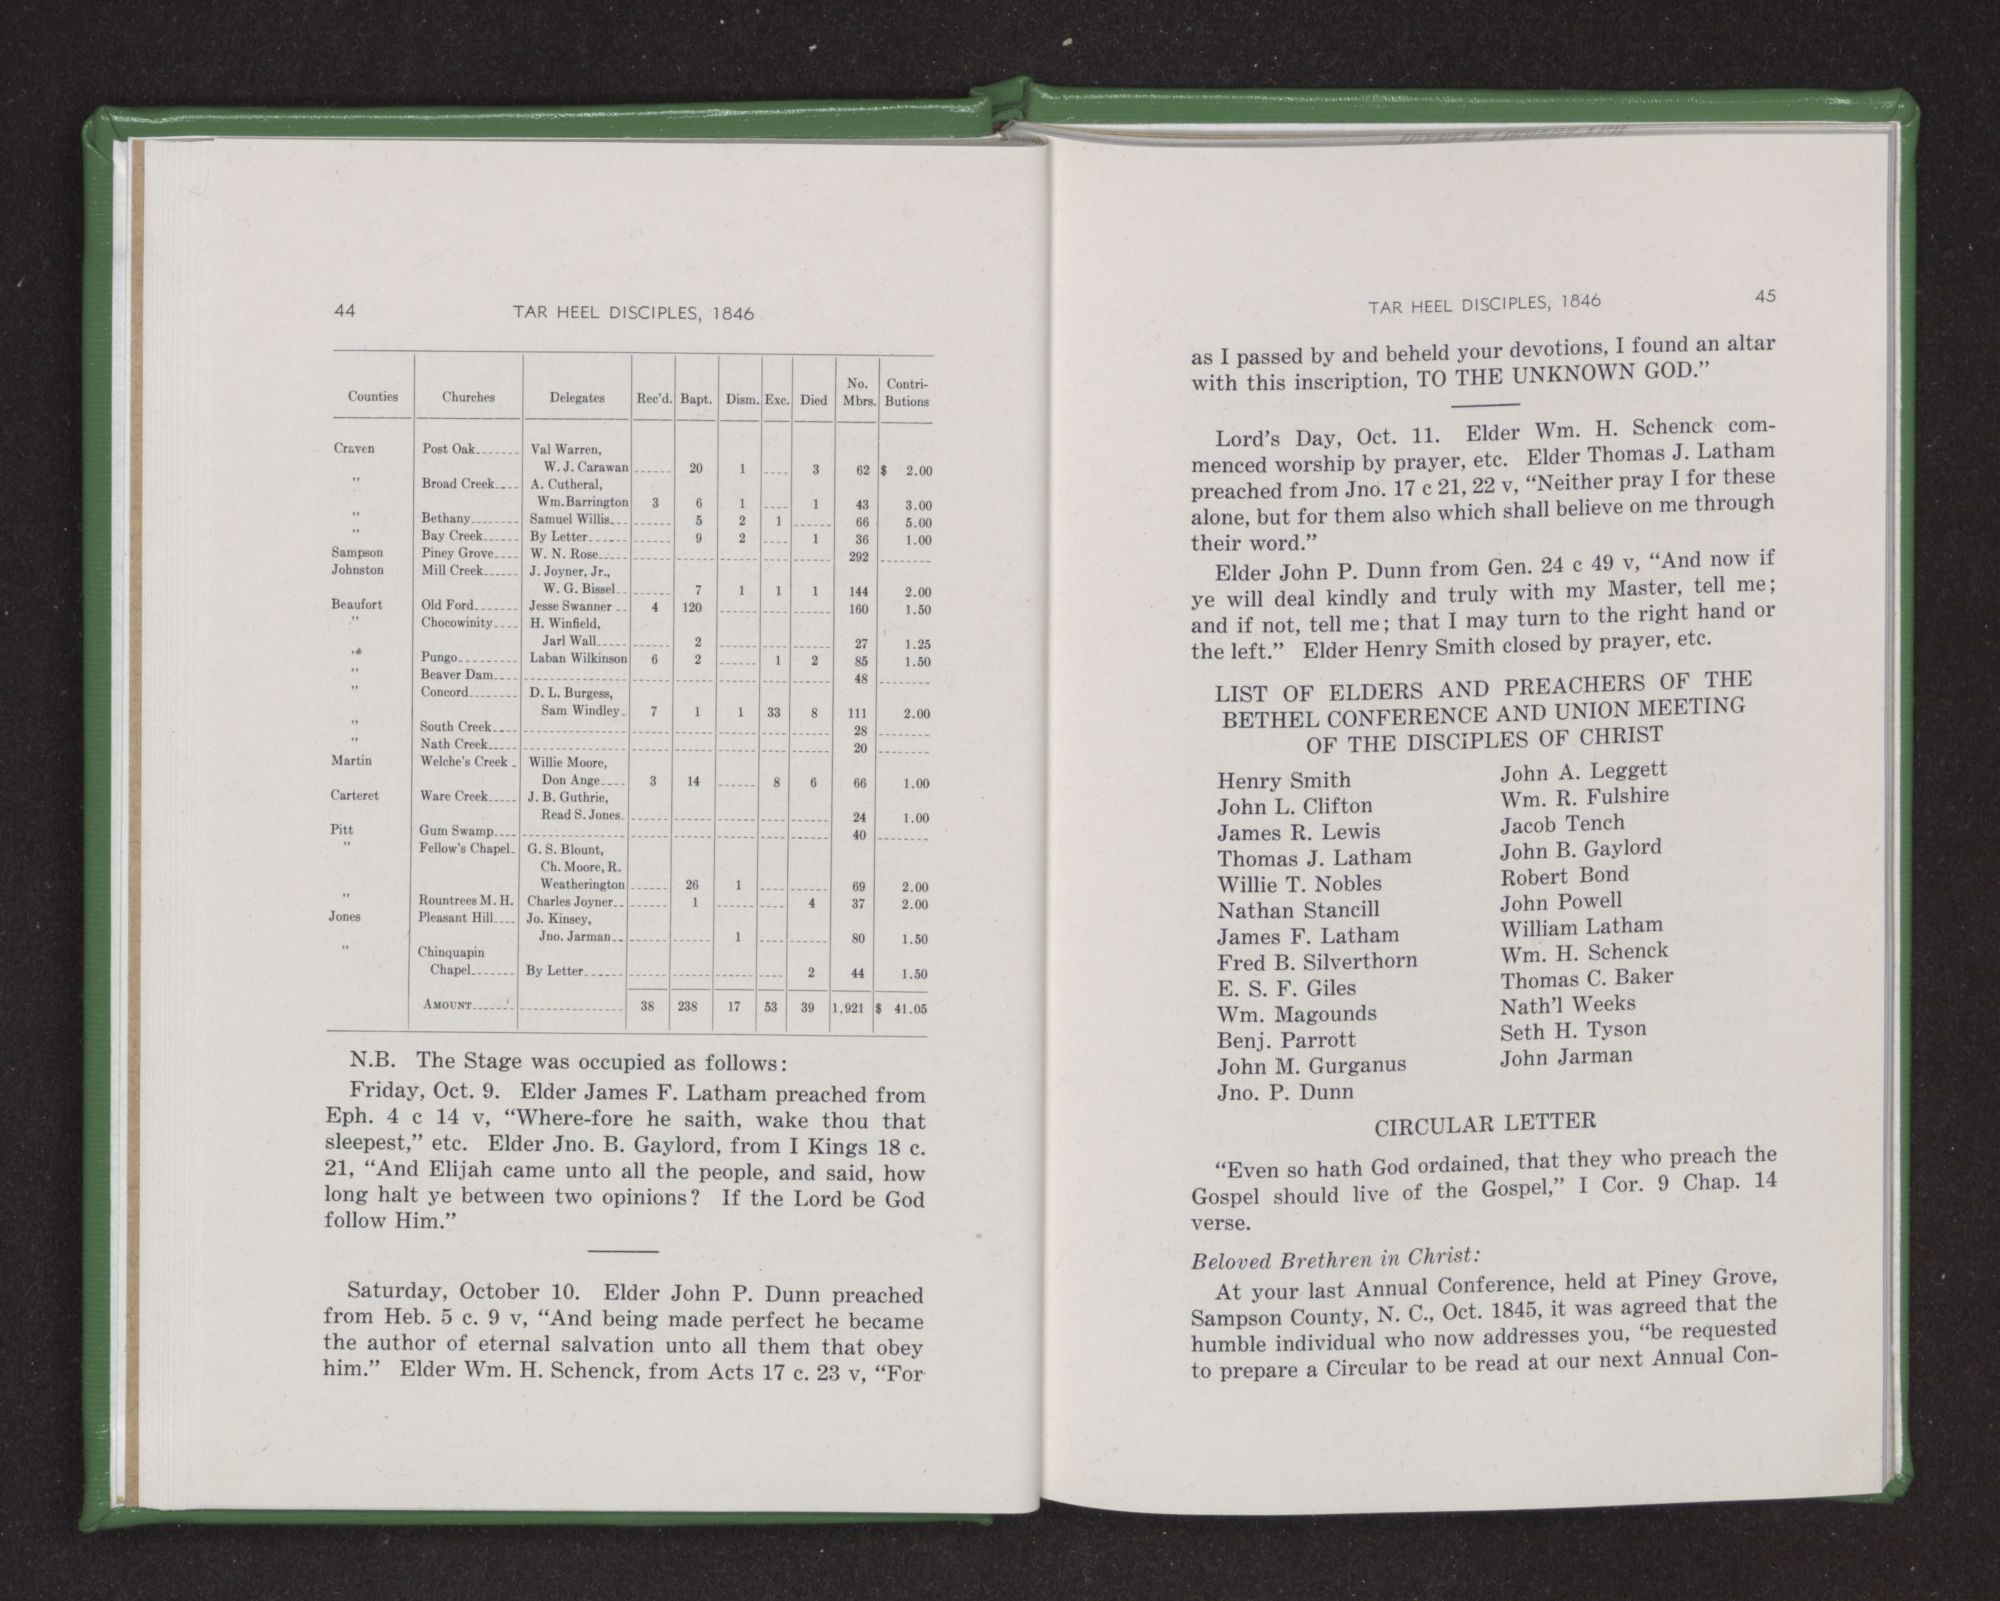 44 TAR HEEL DISCIPLES, 1846
Counties Churches Delegates Rec'd. Bapt. Dism. Exc. Died No. Mbrs. Contri-Butions
Craven Post Oak Val Warren,
W. J. Carawan 20 1 3 62 $ 2.00
" Broad Creek A. Cutheral,
Wm. Barrington 3 6 1 1 43 3.00
" Bethany Samuel Willis 5 2 1 66 5.00
" Bay Creek By Letter 9 2 1 36 1.00
Sampson Piney Grove W. N. Rose 292
Johnston Mill Creek J. Joyner, Jr.,
W. G. Bissel 7 1 1 1 144 2.00
Beaufort Old Ford Jesse Swanner 4 120 160 1.50
" Chocowinity H. Winfield,
Jarl Wall 2 27 1.25
" Pungo Laban Wilkinson 6 2 1 2 85 1.50
" Beaver Dam 48
" Concord D. L. Burgess,
Sam Windley 7 1 1 33 8 111 2.00
" South Creek 28
" Nath Creek 20
Martin Welche's Creek Willie Moore,
Don Ange 3 14 8 6 66 1.00
Carteret Ware Creek J. B. Guthrie,
Read S. Jones 24 1.00
Pitt Gum Swamp 40
" Fellow's Chapel G. S. Blount,
Ch. Moore, R.
Weatherington 26 1 69 2.00
" Rountrees M. H. Charles Joyner 1 4 37 2.00
Jones Pleasant Hill Jo. Kinsey,
Jno. Jarman 1 80 1.50
" Chinquapin
Chapel By Letter 2 44 1.50
AMOUNT 38 238 17 53 39 1,921 $ 41.05
N.B. The Stage was occupied as follows:
Friday, Oct. 9. Elder James F. Latham preached from
Eph. 4 c 14 v, “Where-fore he saith, wake thou that
sleepest,” etc. Elder Jno. B. Gaylord, from I Kings 18 c.
21, “And Elijah came unto all the people, and said, how
long halt ye between two opinions? If the Lord be God
follow Him.”
Saturday, October 10. Elder John P. Dunn preached
from Heb. 5 c. 9 v, “And being made perfect he became
the author of eternal salvation unto all them that obey
him.” Elder Wm. H. Schenck, from Acts 17 c. 23 v, “For
TAR HEEL DISCIPLES, 1846 45
as I passed by and beheld your devotions, I found an altar
with this inscription, TO THE UNKNOWN GOD.”
Lord's Day, Oct. 11. Elder Wm. H. Schenck com-
menced worship by prayer, etc. Elder Thomas J. Latham
preached from Jno. 17 c 21, 22 v, “Neither pray I for these
alone, but for them also which shall believe on me through
their word.”
Elder John P. Dunn from Gen. 24 c 49 v, “And now if
ye will deal kindly and truly with my Master, tell me;
and if not, tell me; that I may turn to the right hand or
the left.” Elder Henry Smith closed by prayer, etc.
LIST OF ELDERS AND PREACHERS OF THE
BETHEL CONFERENCE AND UNION MEETING
OF THE DISCIPLES OF CHRIST
Henry Smith
John L. Clifton
James R. Lewis
Thomas J. Latham
Willie T. Nobles
Nathan Stancill
James F. Latham
Fred B. Silverthorn
E. S. F. Giles
Wm. Magounds
Benj. Parrott
John M. Gurganus
Jno. P. Dunn
John A. Leggett
Wm. R. Fulshire
Jacob Tench
John B. Gaylord
Robert Bond
John Powell
William Latham
Wm. H. Schenck
Thomas C. Baker
Nath'l Weeks
Seth H. Tyson
John Jarman
CIRCULAR LETTER
“Even so hath God ordained, that they who preach the
Gospel should live of the Gospel,” I Cor. 9 Chap. 14
verse.
Beloved Brethren in Christ:
At your last Annual Conference, held at Piney Grove,
Sampson County, N. C., Oct. 1845, it was agreed that the
humble individual who now addresses you, “be requested
to prepare a Circular to be read at our next Annual Con-